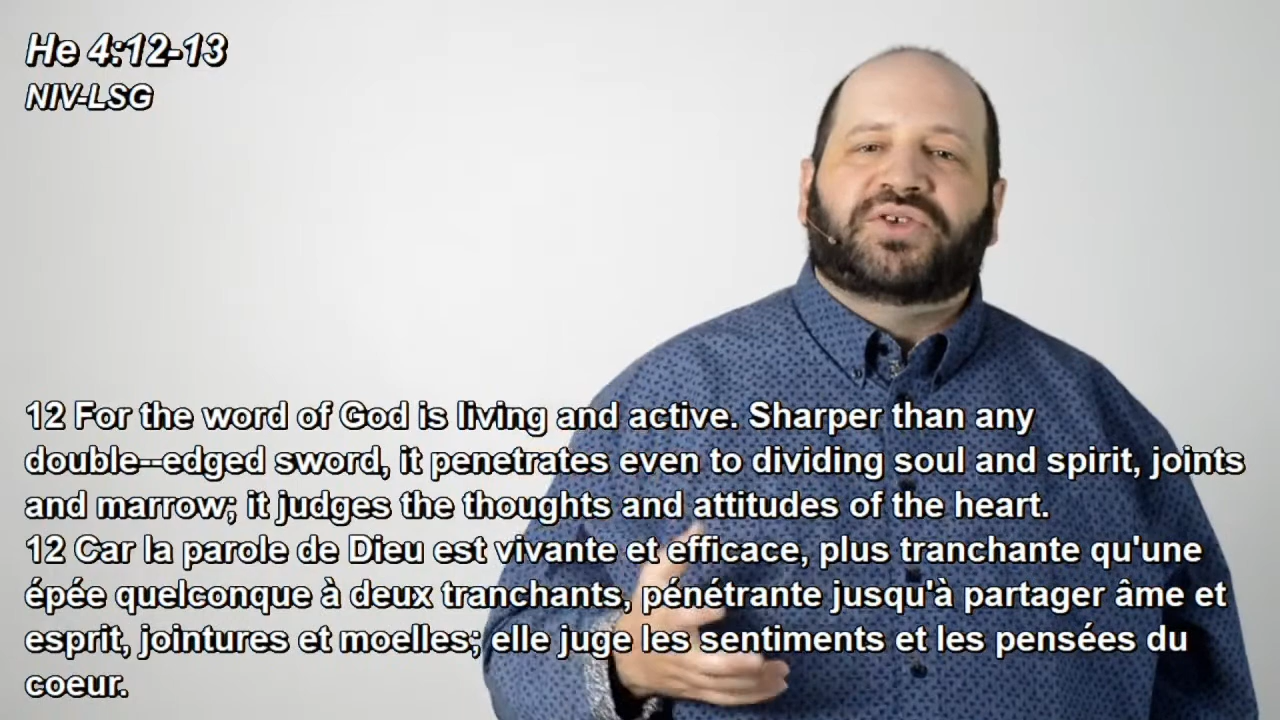 He 4:12-13
NIV-LSG
12 For the word of God is living and active. Sharper than any
double--edged sword, it penetrates even to dividing soul and spirit, joints
and marrow; it judges the thoughts and attitudes of the heart.
12 Car la parole de Dieu est vivante et efficace, plus tranchante qu'une
épée quelconque à deux tranchants, pénétrante jusqu'à partager âme et
esprit, jointures et moelles; elle juge les sentiments et les pensées du
coeur.